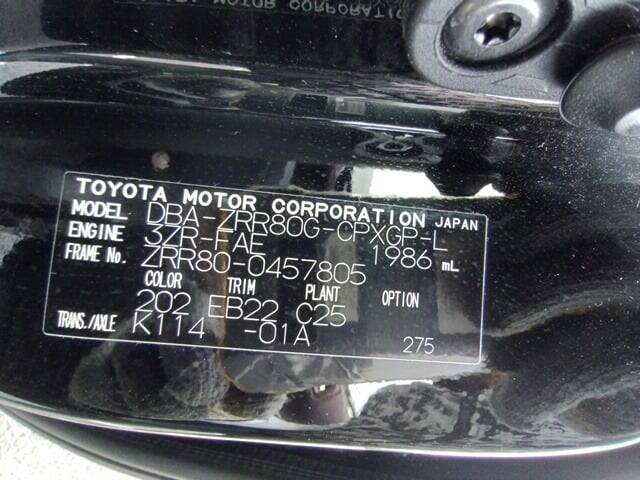 TOYOTA MOTOR CORPORATION JAPAN
MODEL DBA-ZRR80G-CPXGP-L
ENGINE 3ZR-FAE 1986 mL
FRAME No. ZRR80-0457805
COLOR TRIM PLANT OPTION
202 EB22 C25
TRANS./AXLE K114 -01A 275